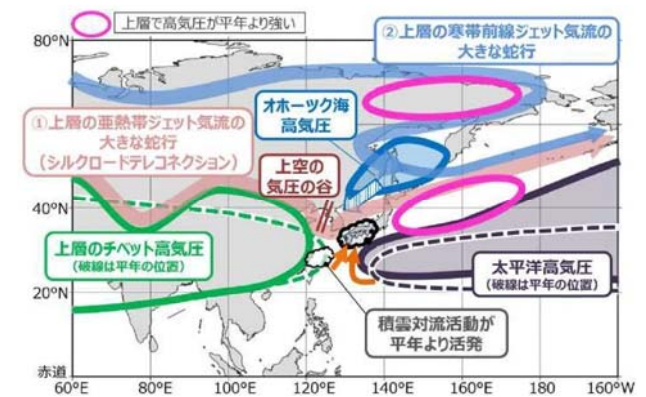 上層で高気圧が平年より強い
②上層の寒帯前線ジェット気流の
大きな蛇行
80°N
オホーツク海
高気圧
①上層の亜熱帯ジェット気流の
大きな蛇行
(シルクロードテレコネクション)
上空の
気圧の谷
40°N
上層のチベット高気圧
(破線は平年の位置)
太平洋高気圧
(破線は平年の位置)
20°N
積雲対流活動が
平年より活発
赤道
60°E 80°E 100°E 120°E 140°E 160°E 180 160°W